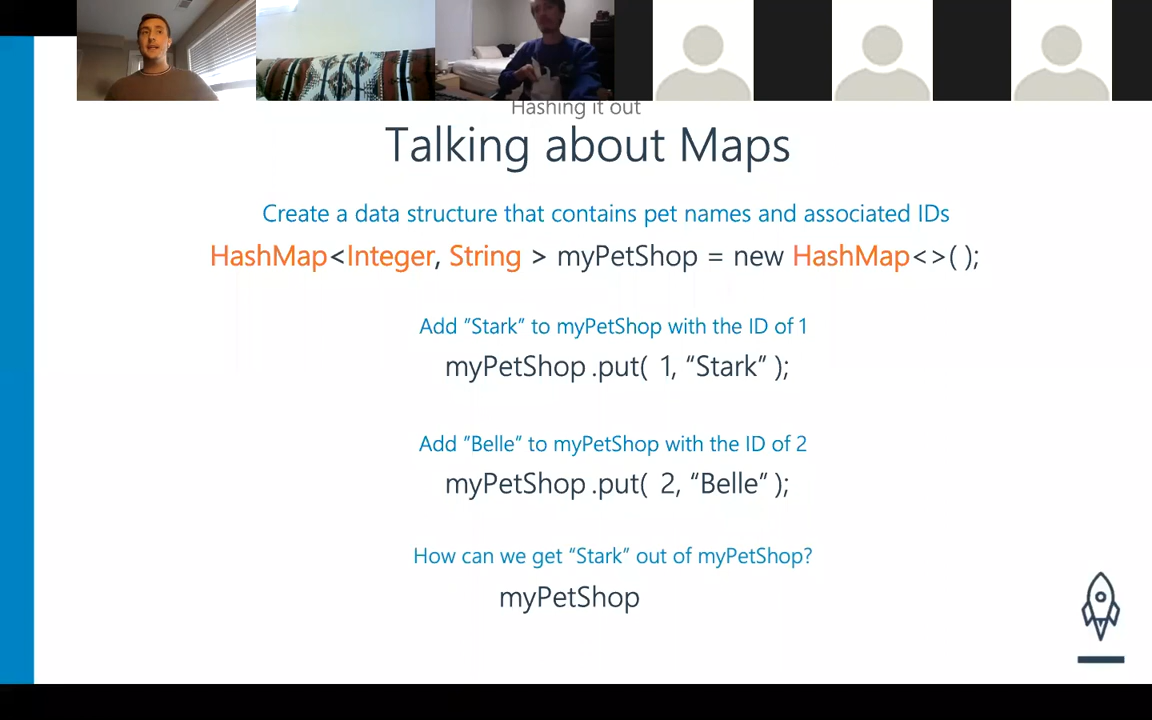 Hashing it out
Talking about Maps
Create a data structure that contains pet names and associated IDs
HashMap<Integer, String > myPetShop = new HashMap<>( );
Add ”Stark” to myPetShop with the ID of 1
myPetShop .put( 1, “Stark” );
Add ”Belle” to myPetShop with the ID of 2
myPetShop .put( 2, “Belle” );
How can we get “Stark” out of myPetShop?
myPetShop